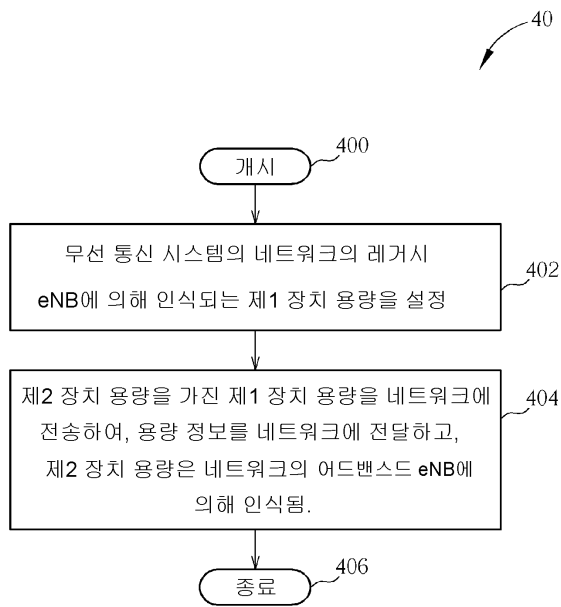 40
개시
400
무선 통신 시스템의 네트워크의 레거시
eNB에 의해 인식되는 제1 장치 용량을 설정
402
제2 장치 용량을 가진 제1 장치 용량을 네트워크에
전송하여, 용량 정보를 네트워크에 전달하고,
제2 장치 용량은 네트워크의 어드밴스드 eNB에
의해 인식됨.
404
종료
406